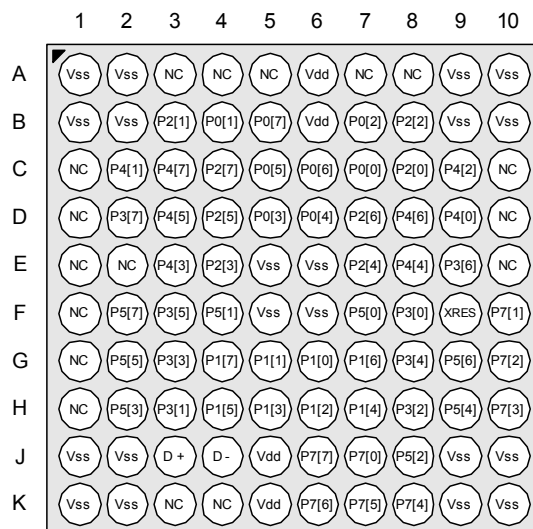 1 2 3 4 5 6 7 8 9 10
A Vss Vss NC NC NC Vdd NC NC Vss Vss
B Vss Vss P2[1] P0[1] P0[7] Vdd P0[2] P2[2] Vss Vss
C NC P4[1] P4[7] P2[7] P0[5] P0[6] P0[0] P2[0] P4[2] NC
D NC P3[7] P4[5] P2[5] P0[3] P0[4] P2[6] P4[6] P4[0] NC
E NC NC P4[3] P2[3] Vss Vss P2[4] P4[4] P3[6] NC
F NC P5[7] P3[5] P5[1] Vss Vss P5[0] P3[0] XRES P7[1]
G NC P5[5] P3[3] P1[7] P1[1] P1[0] P1[6] P3[4] P5[6] P7[2]
H NC P5[3] P3[1] P1[5] P1[3] P1[2] P1[4] P3[2] P5[4] P7[3]
J Vss Vss D + D - Vdd P7[7] P7[0] P5[2] Vss Vss
K Vss Vss NC NC Vdd P7[6] P7[5] P7[4] Vss Vss